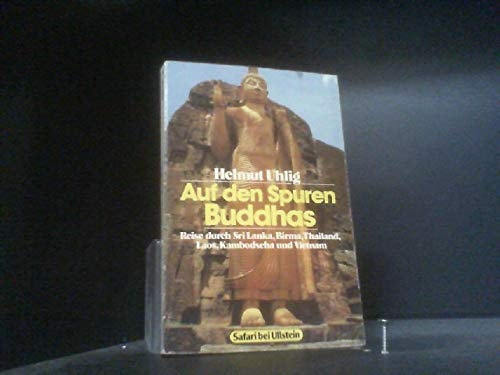 Helmut Uhlig
Auf den Spuren
Buddhas
Reise durch Sri Lanka, Birma, Thailand,
Laos, Kambodscha und Vietnam
Safari bei Ullstein